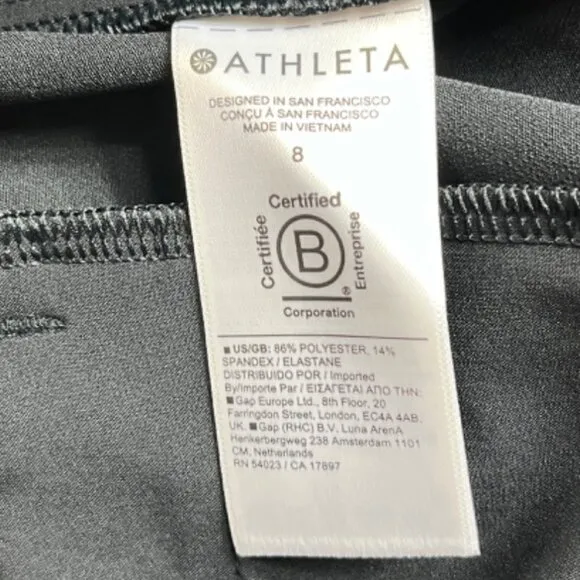 ATHLETA
DESIGNED IN SAN FRANCISCO
CONÇU À SAN FRANCISCO
MADE IN VIETNAM
8
Certified
Certifiée
B
Entreprise
®
Corporation
■ US/GB: 86% POLYESTER, 14%
SPANDEX / ELASTANE
DISTRIBUIDO POR / Imported
By/Importe Par / ΕΙΣΑΓΕΤΑΙ ΑΠΟ ΤΗΝ:
■ Gap Europe Ltd., 8th Floor, 20
Farringdon Street, London, EC4A 4AB,
UK. ■ Gap (RHC) B.V. Luna ArenA
Herikerbergweg 238 Amsterdam 1101
CM, Netherlands
RN 54023 / CA 17897